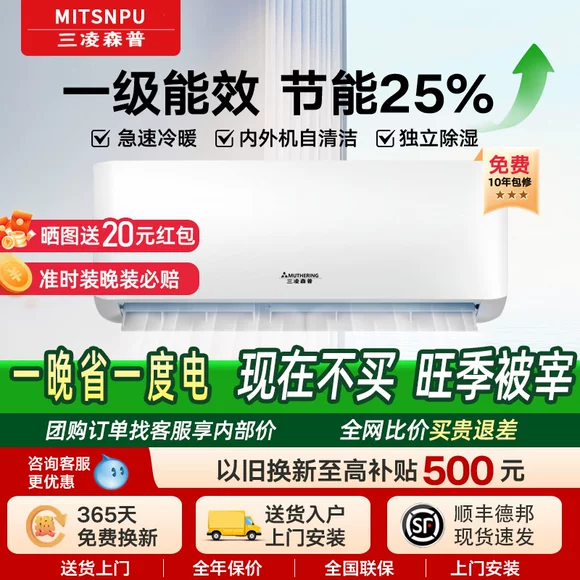 MITSNPU
三凌森普
一级能效 节能25%
急速冷暖 内外机自清洁 独立除湿
免费
10年包修
晒图送20元红包
准时装晚装必赔
MUTHERING
三凌森普
一晚省一度电 现在不买 旺季被宰
团购订单找客服享内部价 全网比价买贵退差
咨询客服
更优惠
以旧换新至高补贴500元
365天
免费换新
送货入户
上门安装
SF
顺丰德邦
现货速发
送货上门 全年保价 全国联保 上门安装